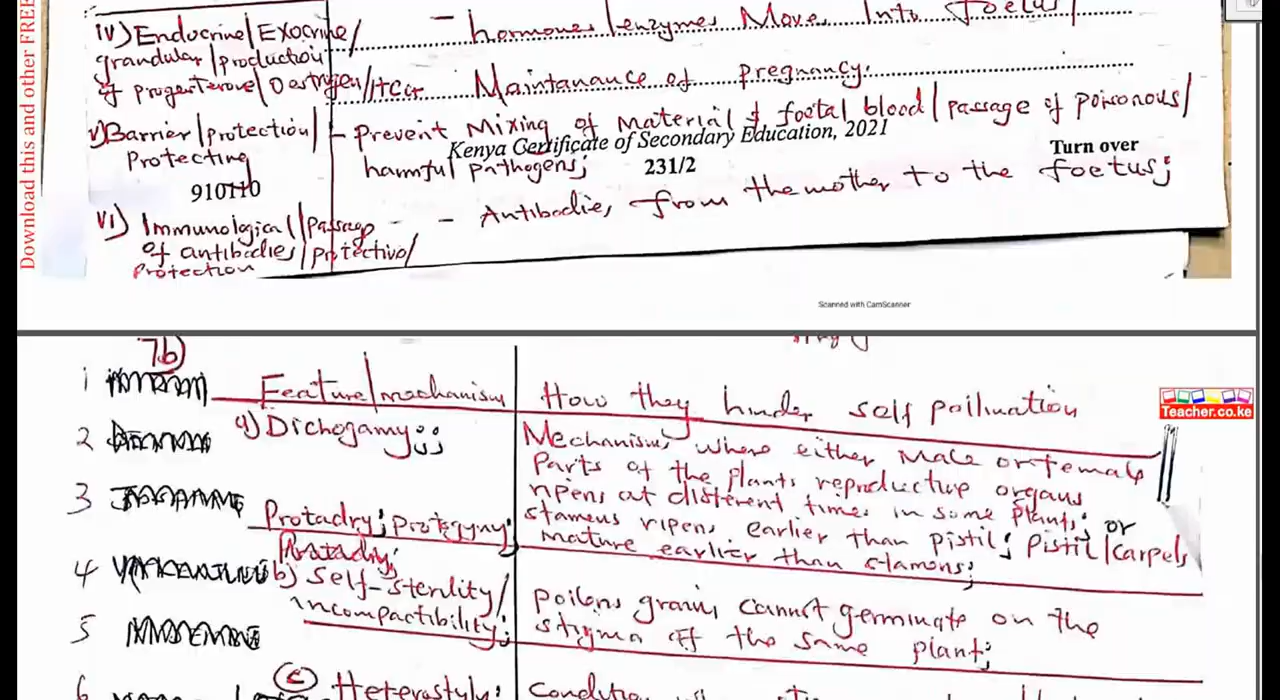 Download this and other FREE
iv) Endocrine/Exocrine/ - hormones/enzymes Move Into foetus/
grandular/production
of progesterone/Oestrogen/HCG Maintanance of pregnancy.
v) Barrier/protection/ - prevent Mixing of Material & foetal blood/passage of poisonous/
Protecting harmful pathogens;
Kenya Certificate of Secondary Education, 2021
910110
231/2
Turn over
vi) Immunological/Passage - Antibodies from the mother to the foetus;
of antibodies/protective/
protection
Scanned with CamScanner
7b)
Feature/mechanism How they hinder self pollination
Teacher.co.ke
1
2
3
4
5
6
a) Dichogamy;;; Mechanisms where either Male or female
parts of the plants reproductive organs
ripens at different times in some plants; or
Protadry; protogyny; stamens ripens earlier than pistil; Pistil/Carpels
mature earlier than stamens;
Protadry;
b) Self-sterility/ pollens grains cannot germinate on the
incompactibility; stigma of the same plant;
c) Heterostyly; Condition